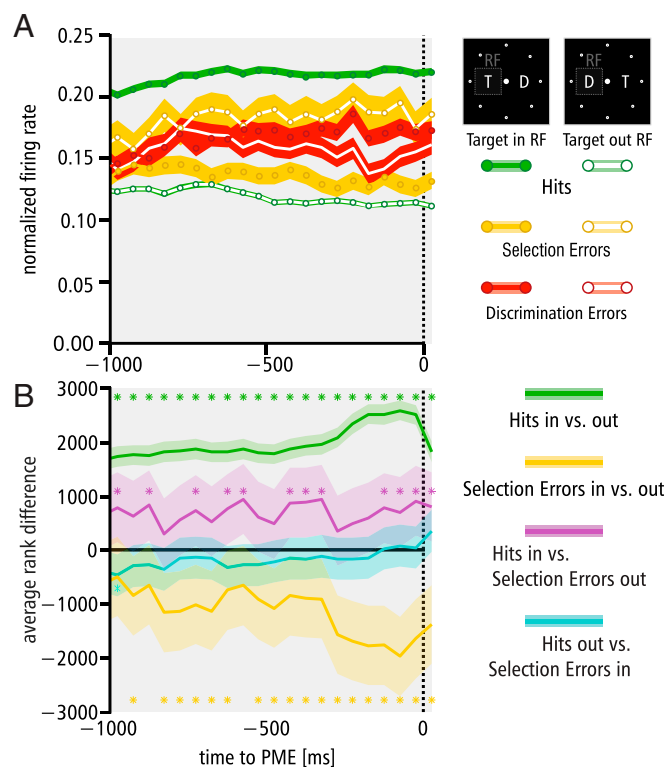 A
0.25
0.20
0.15
0.10
0.05
0.00
normalized firing rate
−1000
−500
0
RF
T D
RF
D T
Target in RF Target out RF
Hits
Selection Errors
Discrimination Errors
B
3000
2000
1000
0
−1000
−2000
−3000
average rank difference
-1000
−500
0
time to PME [ms]
Hits in vs. out
Selection Errors in vs. out
Hits in vs.
Selection Errors out
Hits out vs.
Selection Errors in